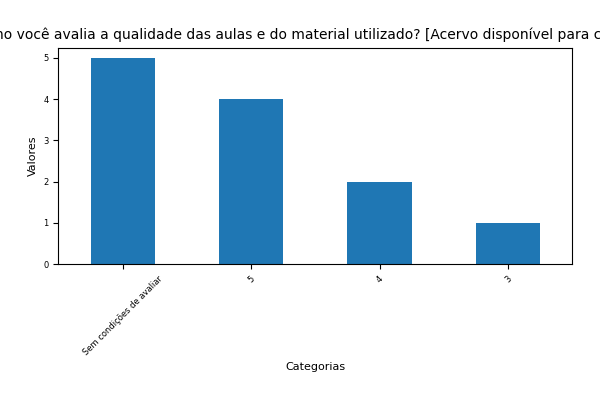 você avalia a qualidade das aulas e do material utilizado? [Acervo disponível para
Valores
5
4
3
2
1
0
Sem condições de avaliar
5
4
3
Categorias